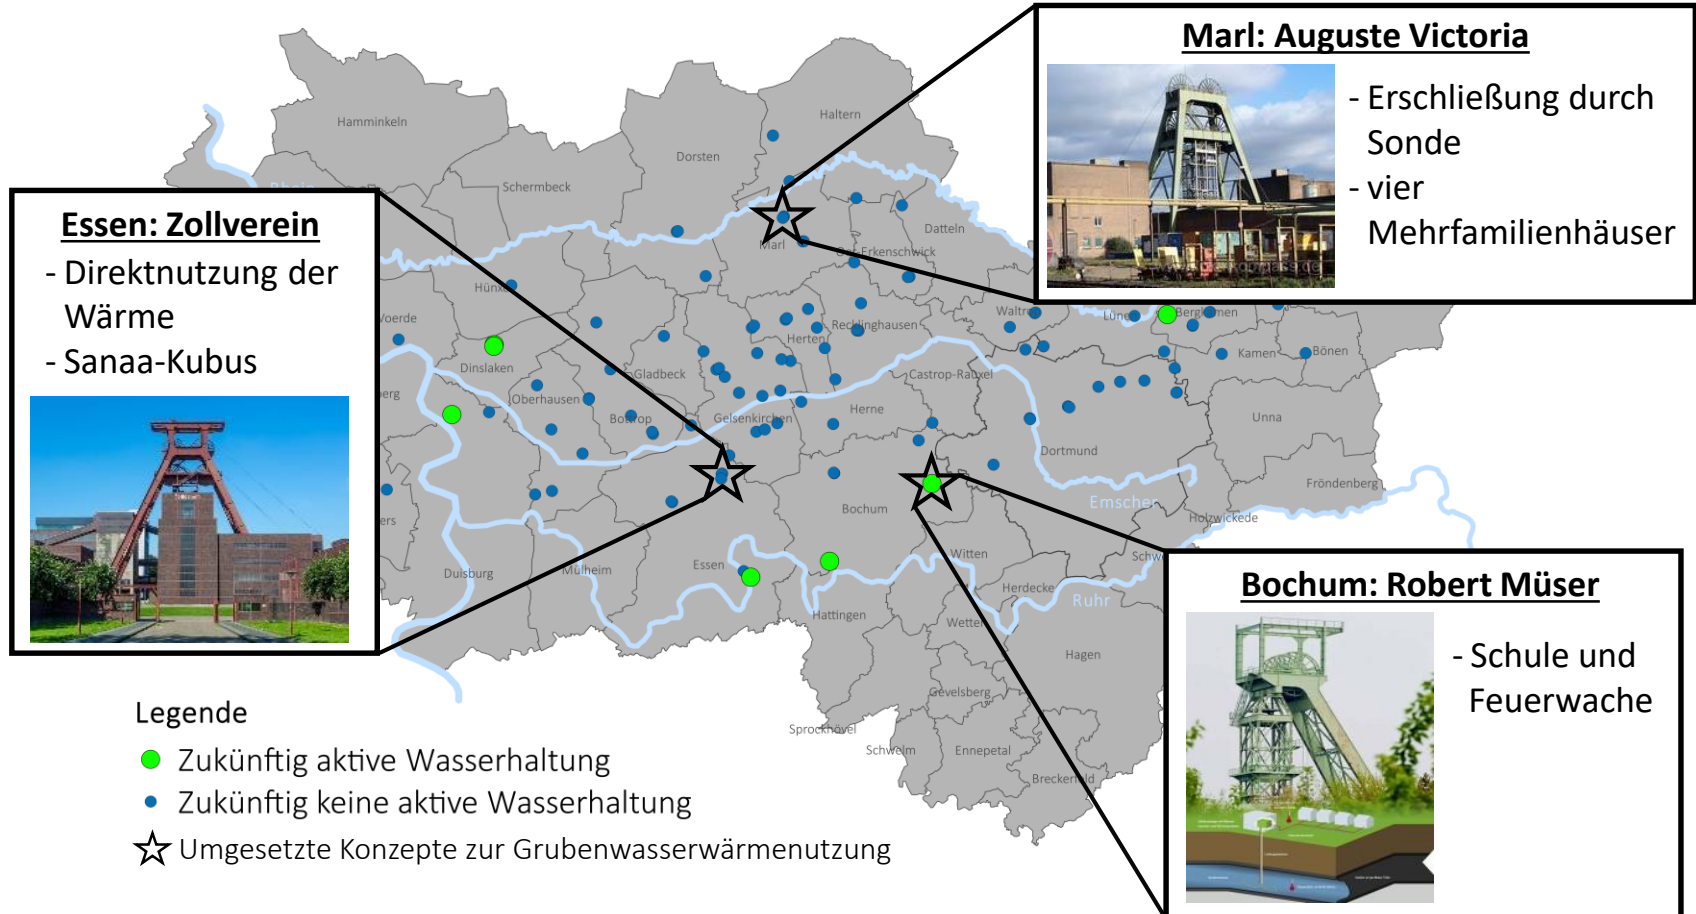 Marl: Auguste Victoria
- Erschließung durch
Sonde
- vier
Mehrfamilienhäuser
Essen: Zollverein
- Direktnutzung der
Wärme
- Sanaa-Kubus
Bochum: Robert Müser
- Schule und
Feuerwache
Hamminkeln
Haltern
Dorsten
Schermbeck
Datteln
Marl
Erkenschwick
Waltrop
Lünen
Bergkamen
Recklinghausen
Herten
Kamen
Bönen
Dinslaken
Gladbeck
Castrop-Rauxel
Oberhausen
Bottrop
Gelsenkirchen
Herne
Unna
Dortmund
Fröndenberg
Emscher
Bochum
Holzwickede
Witten
Duisburg
Mülheim
Essen
Herdecke
Ruhr
Hattingen
Wetter
Hagen
Gevelsberg
Sprockhövel
Schwelm
Ennepetal
Breckerfeld
Legende
Zukünftig aktive Wasserhaltung
Zukünftig keine aktive Wasserhaltung
Umgesetzte Konzepte zur Grubenwasserwärmenutzung